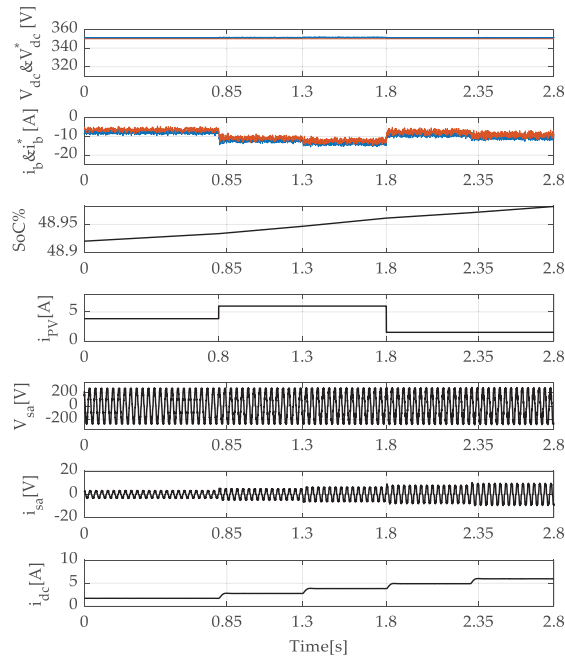 V_dc&V*_dc [V]
360
340
310
0.85 1.3 1.8 2.35 2.8
i_b&i*_b [A]
0
-10
-20
0 0.85 1.3 1.8 2.35 2.8
SoC%
48.95
48.9
0 0.85 1.3 1.8 2.35 2.8
i_PV[A]
5
0
0 0.8 1.3 1.8 2.35 2.8
V_sa[V]
200
0
-200
0 0.85 1.3 1.8 2.35 2.8
i_sa[V]
20
0
-20
0 0.85 1.3 1.8 2.35 2.8
i_dc[A]
10
5
0
0 0.85 1.3 1.8 2.35 2.8
Time[s]